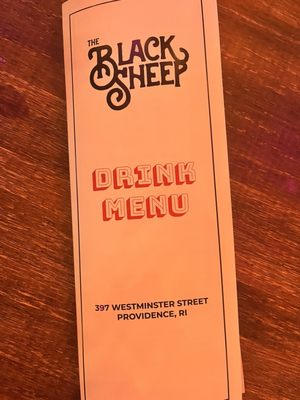 THE
BLACK
SHEEP
DRINK
MENU
397 WESTMINSTER STREET
PROVIDENCE, RI